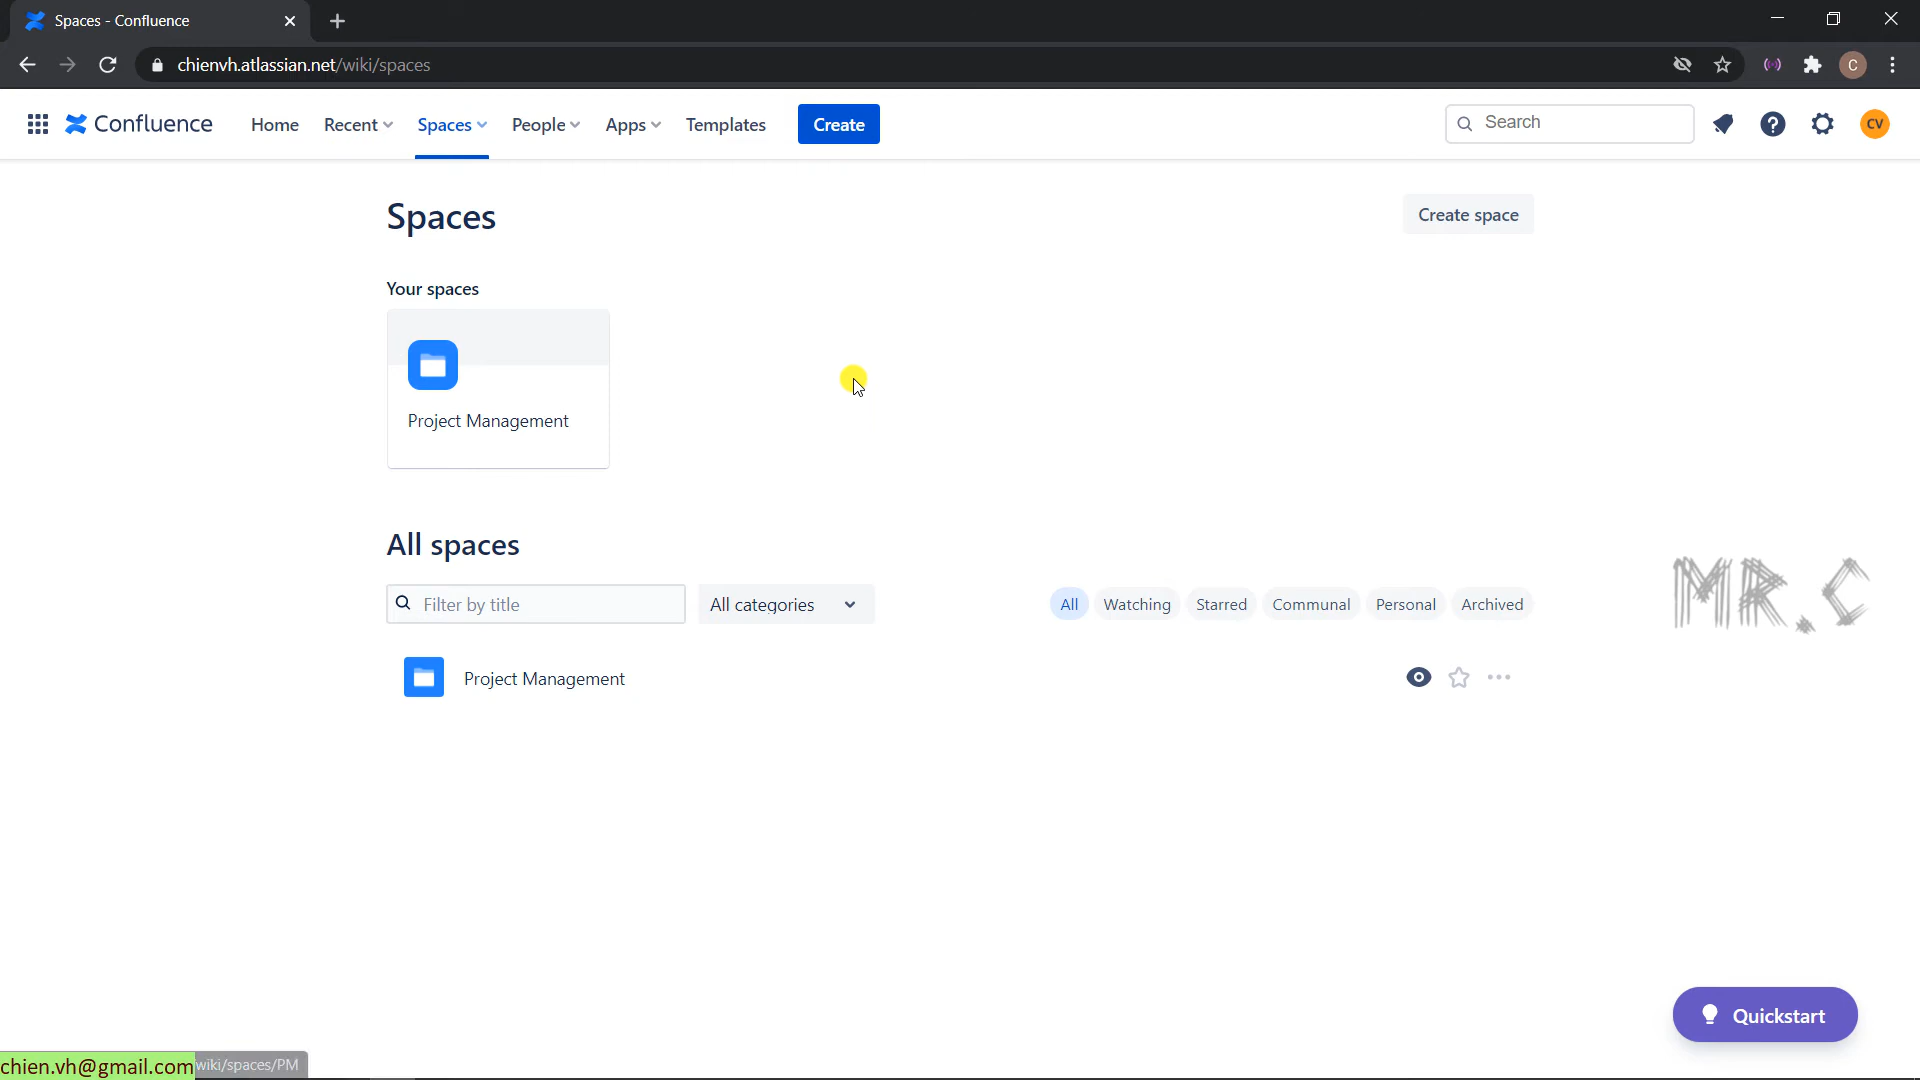 Spaces - Confluence
chienvh.atlassian.net/wiki/spaces
C
Confluence Home Recent Spaces People Apps Templates Create Search CV
Spaces Create space
Your spaces
Project Management
All spaces
Filter by title All categories All Watching Starred Communal Personal Archived
MR.C
Project Management
Quickstart
chien.vh@gmail.com wiki/spaces/PM